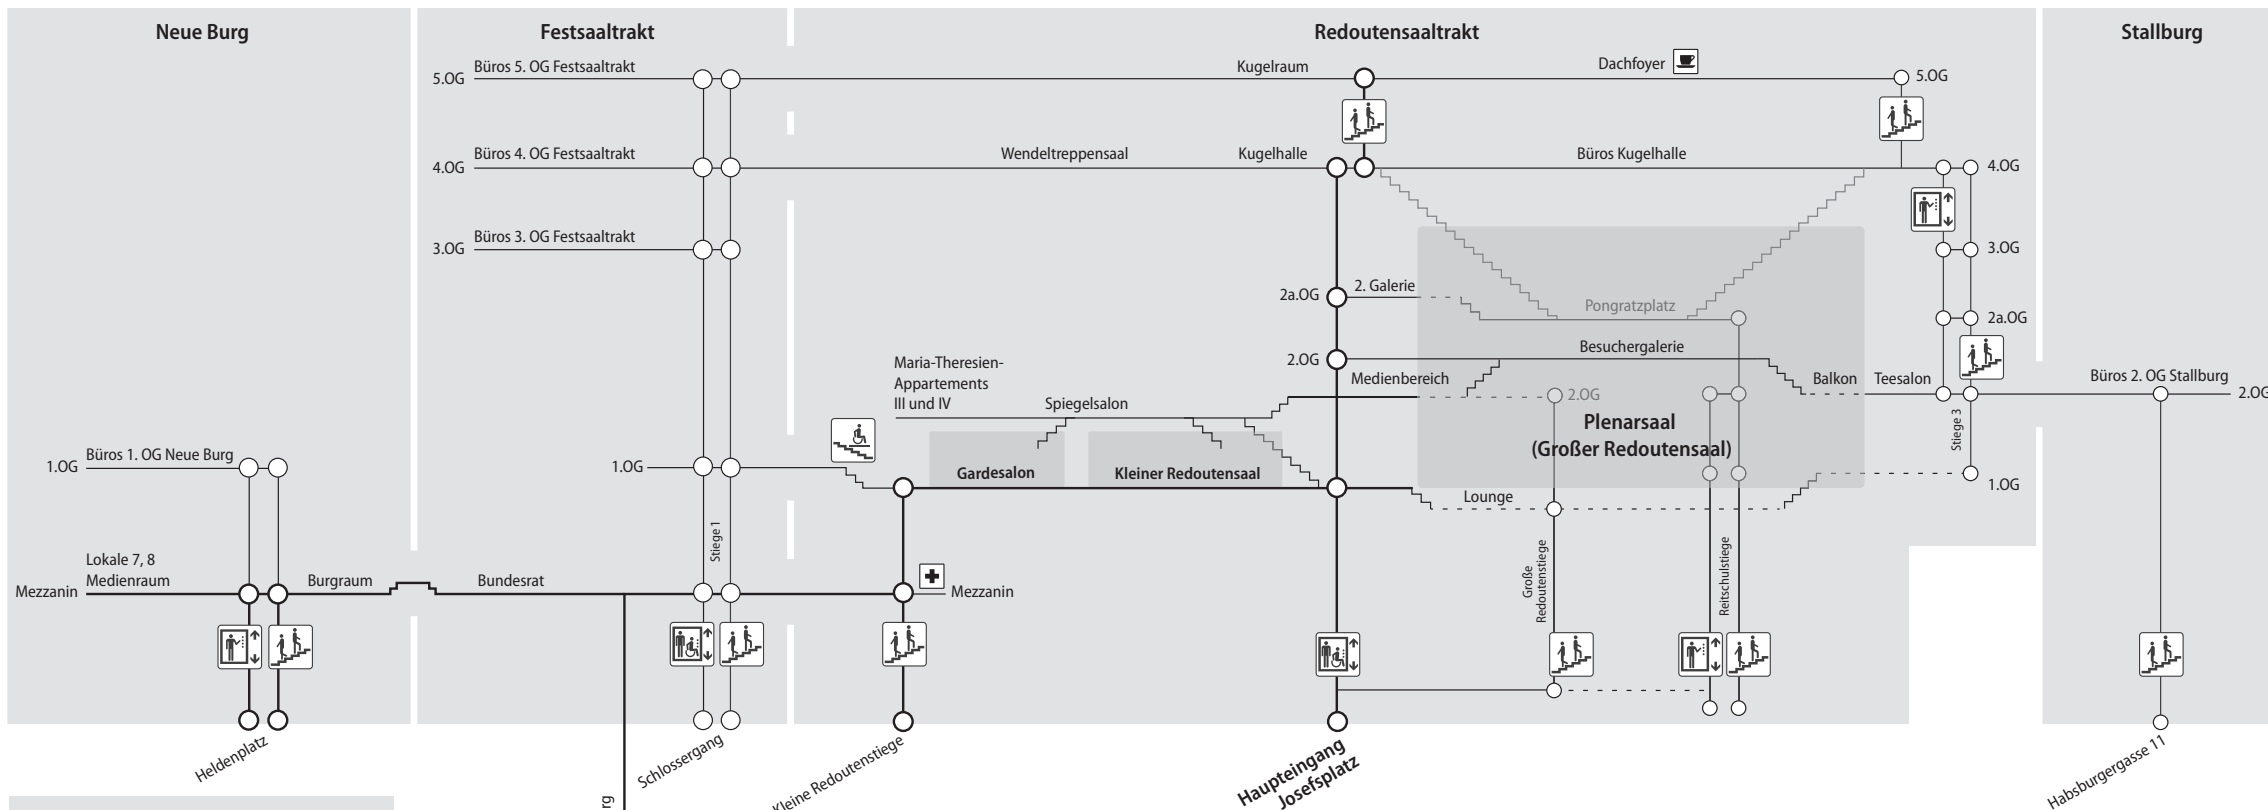 Neue Burg
Festsaaltrakt
Redoutensaaltrakt
Stallburg
5.OG
Büros 5. OG Festsaaltrakt
Kugelraum
Dachfoyer
5.OG
4.OG
Büros 4. OG Festsaaltrakt
Wendeltreppensaal
Kugelhalle
Büros Kugelhalle
4.OG
3.OG
Büros 3. OG Festsaaltrakt
3.OG
2a.OG
2. Galerie
Pongratzplatz
2a.OG
2.OG
Besuchergalerie
Maria-Theresien-
Appartements
III und IV
Spiegelsalon
Medienbereich
2.OG
Balkon
Teesalon
Büros 2. OG Stallburg
2.OG
Plenarsaal
(Großer Redoutensaal)
Stiege 3
1.OG
Büros 1. OG Neue Burg
1.OG
Gardesalon
Kleiner Redoutensaal
Lounge
1.OG
Stiege 1
Große
Redoutenstiege
Reitschulstiege
Lokale 7, 8
Medienraum
Mezzanin
Burgraum
Bundesrat
Mezzanin
Heldenplatz
Schlossergang
Kleine Redoutenstiege
Haupteingang
Josefsplatz
Habsburgergasse 11
rg